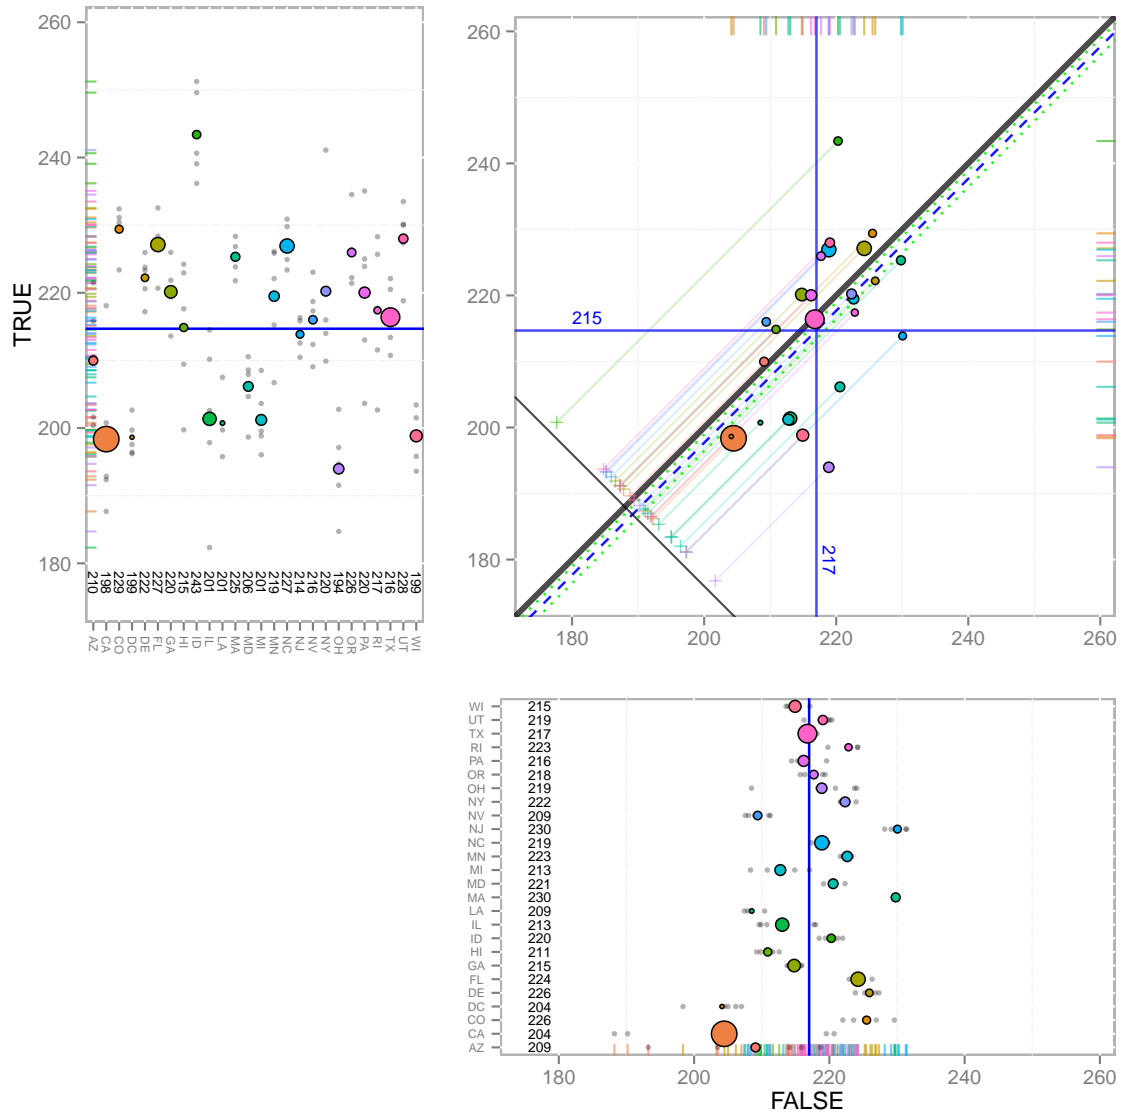 260
240
220
200
180
TRUE
210
198
229
199
222
227
220
215
243
201
201
225
206
201
219
227
214
216
220
194
226
220
217
216
228
199
AZ
CA
CO
DC
DE
FL
GA
HI
ID
IL
LA
MA
MD
MI
MN
NC
NJ
NV
NY
OH
OR
PA
RI
TX
UT
WI
260
240
220
200
180
215
217
180
200
220
240
260
WI 215
UT 219
TX 217
RI 223
PA 216
OR 218
OH 219
NY 222
NV 209
NJ 230
NC 219
MN 223
MI 213
MD 221
MA 230
LA 209
IL 213
ID 220
HI 211
GA 215
FL 224
DE 226
DC 204
CO 226
CA 204
AZ 209
180
200
220
240
260
FALSE